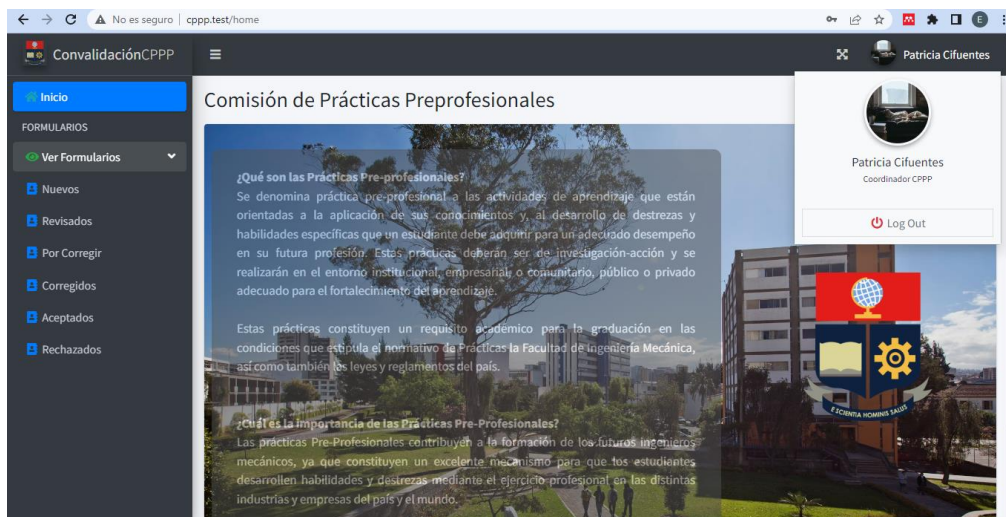 No es seguro | cppp.test/home
E
ConvalidaciónCPPP
Patricia Cifuentes
Inicio
FORMULARIOS
Ver Formularios
Nuevos
Revisados
Por Corregir
Corregidos
Aceptados
Rechazados
Comisión de Prácticas Preprofesionales
¿Qué son las Prácticas Pre-profesionales?
Se denomina práctica pre-profesional a las actividades de aprendizaje que están
orientadas a la aplicación de sus conocimientos y, al desarrollo de destrezas y
habilidades específicas que un estudiante debe adquirir para un adecuado desempeño
en su futura profesión. Estas prácticas deberán ser de investigación-acción y se
realizarán en el entorno institucional, empresarial, o comunitario, público o privado
adecuado para el fortalecimiento del aprendizaje.
Estas prácticas constituyen un requisito académico para la graduación en las
condiciones que estipula el normativo de Prácticas la Facultad de Ingeniería Mecánica,
así como también las leyes y reglamentos del país.
¿Cuál es la importancia de las Prácticas Pre-Profesionales?
Las prácticas Pre-Profesionales contribuyen a la formación de los futuros ingenieros
mecánicos, ya que constituyen un excelente mecanismo para que los estudiantes
desarrollen habilidades y destrezas mediante el ejercicio profesional en las distintas
industrias y empresas del país y el mundo.
Patricia Cifuentes
Coordinador CPPP
Log Out
E SCIENTIA HOMINIS SALUS